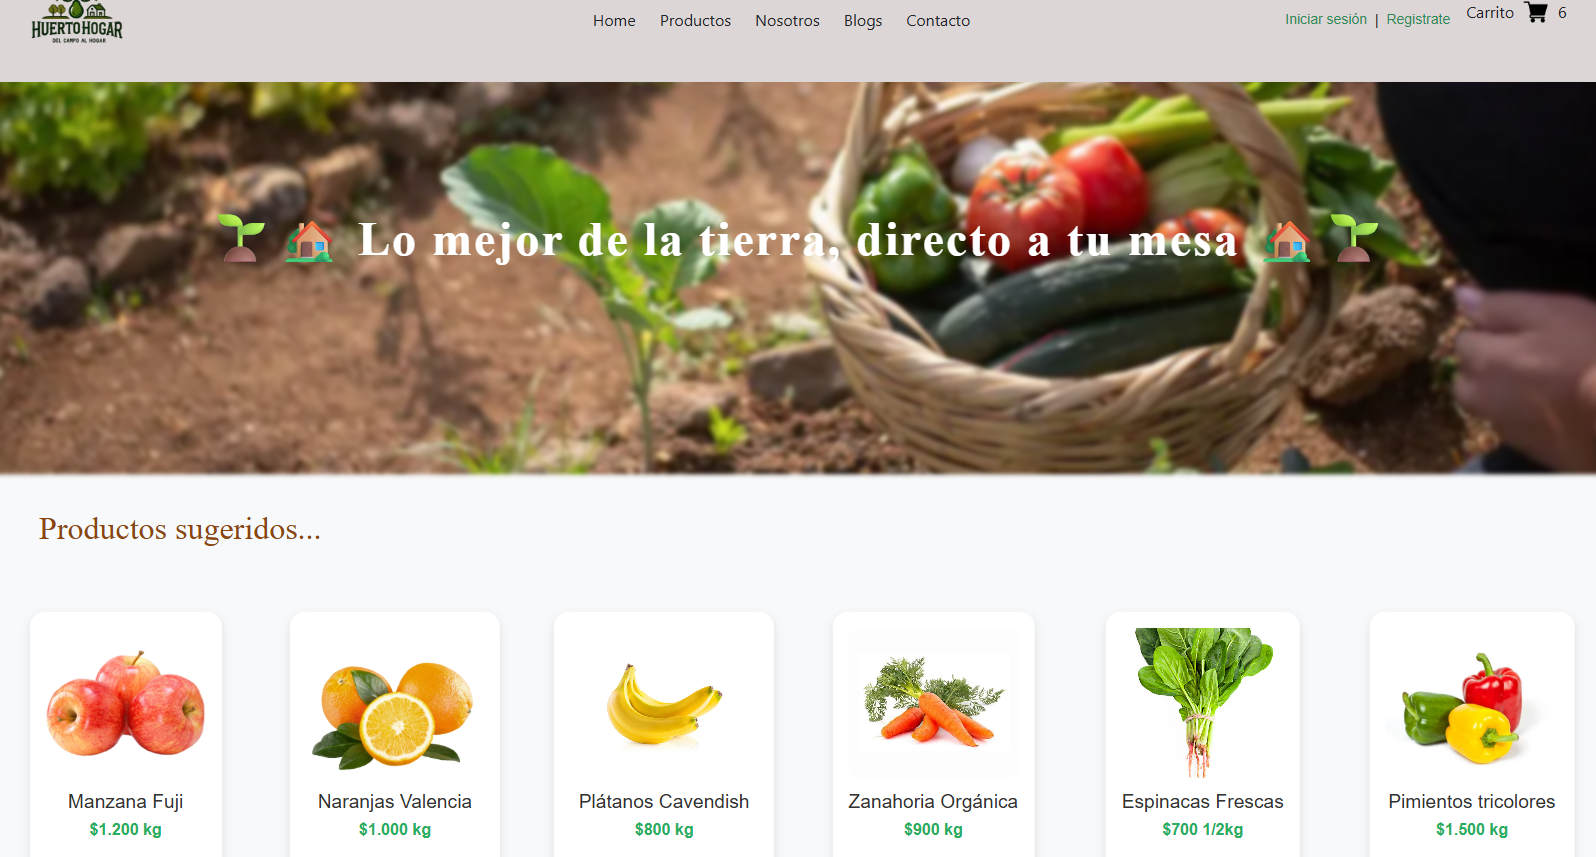 HUERTOHOGAR
DEL CAMPO AL HOGAR
Home Productos Nosotros Blogs Contacto
Iniciar sesión | Registrate
Carrito 6
Lo mejor de la tierra, directo a tu mesa
Productos sugeridos...
Manzana Fuji
$1.200 kg
Naranjas Valencia
$1.000 kg
Plátanos Cavendish
$800 kg
Zanahoria Orgánica
$900 kg
Espinacas Frescas
$700 1/2kg
Pimientos tricolores
$1.500 kg